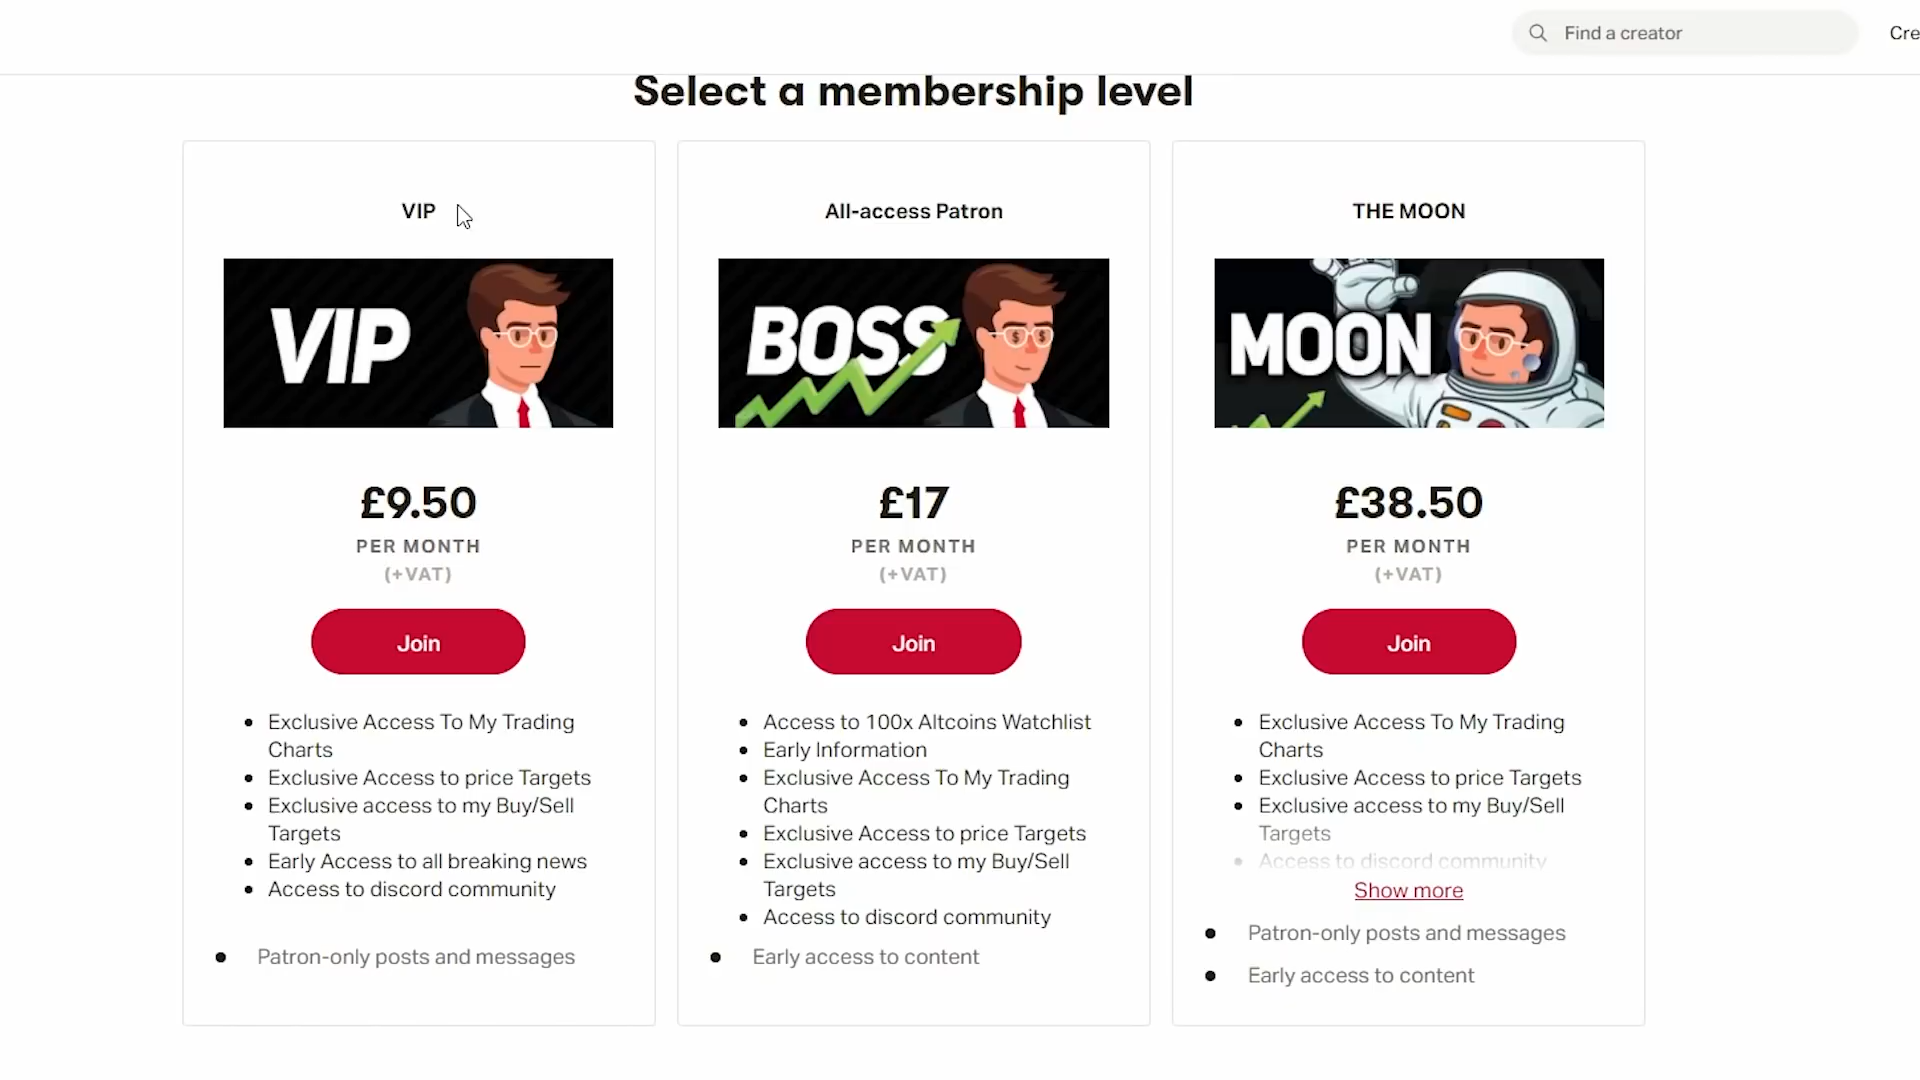 Find a creator
Cre
Select a membership level
VIP
VIP
£9.50
PER MONTH
(+VAT)
Join
Exclusive Access To My Trading
Charts
Exclusive Access to price Targets
Exclusive access to my Buy/Sell
Targets
Early Access to all breaking news
Access to discord community
Patron-only posts and messages
All-access Patron
BOSS
£17
PER MONTH
(+VAT)
Join
Access to 100x Altcoins Watchlist
Early Information
Exclusive Access To My Trading
Charts
Exclusive Access to price Targets
Exclusive access to my Buy/Sell
Targets
Access to discord community
Early access to content
THE MOON
MOON
£38.50
PER MONTH
(+VAT)
Join
Exclusive Access To My Trading
Charts
Exclusive Access to price Targets
Exclusive access to my Buy/Sell
Targets
Access to discord community
Show more
Patron-only posts and messages
Early access to content